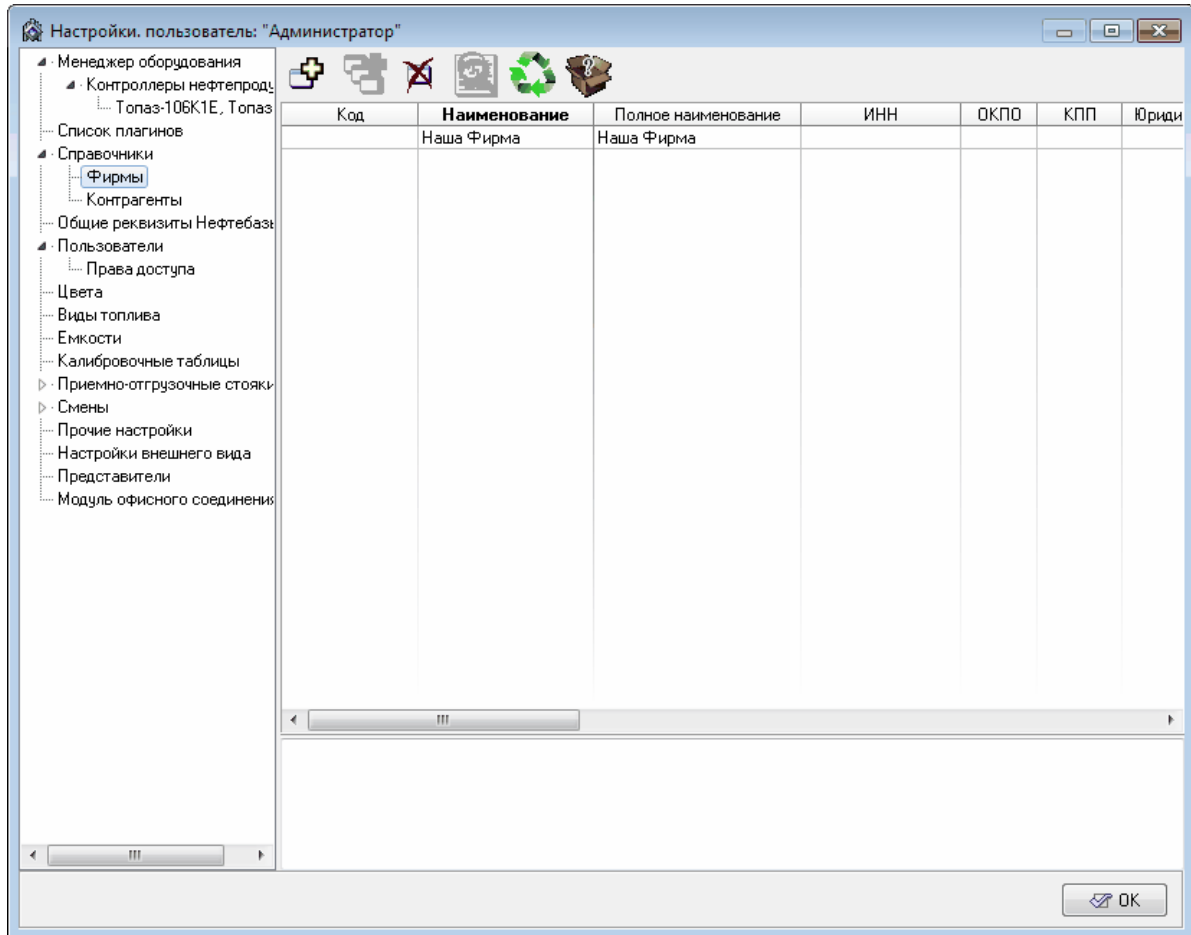 Настройки. пользователь: "Администратор"
Менеджер оборудования
Контроллеры нефтепроду
Топаз-106К1Е, Топаз
Список плагинов
Справочники
Фирмы
Контрагенты
Общие реквизиты Нефтебазы
Пользователи
Права доступа
Цвета
Виды топлива
Емкости
Калибровочные таблицы
Приемно-отгрузочные стояки
Смены
Прочие настройки
Настройки внешнего вида
Представители
Модуль офисного соединения
Код Наименование Полное наименование ИНН ОКПО КПП Юриди
Наша Фирма Наша Фирма
OK